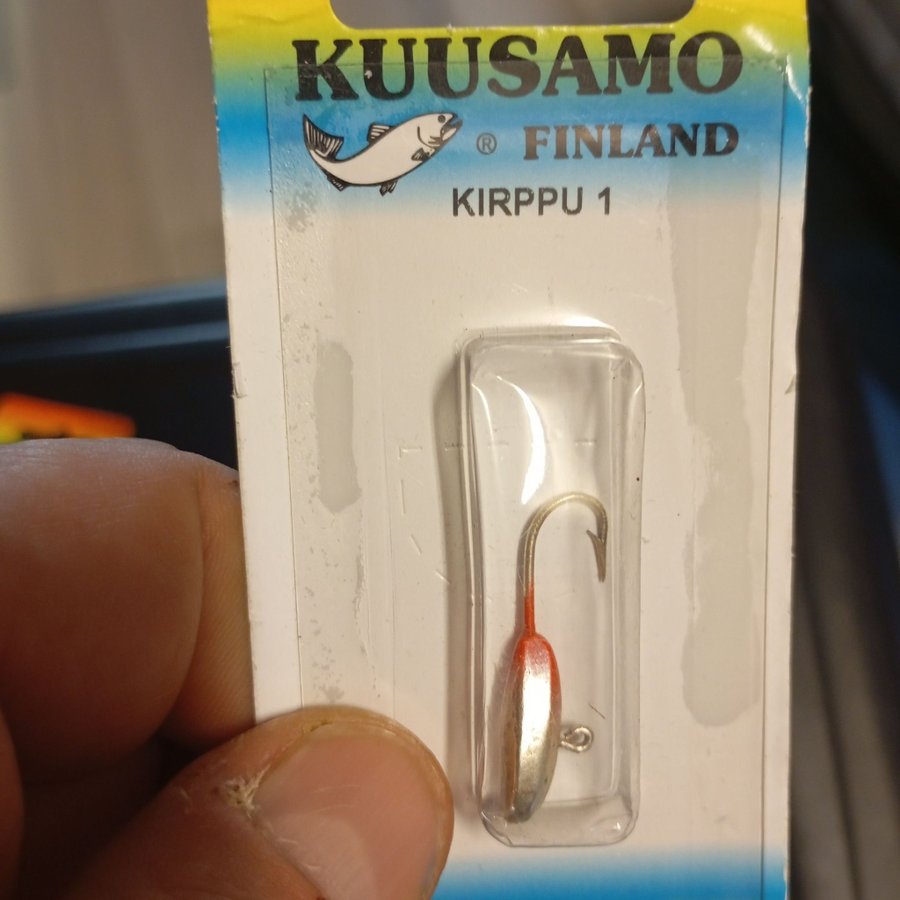 KUUSAMO
® FINLAND
KIRPPU 1